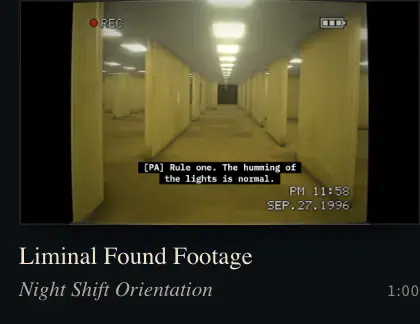 REC
[PA] Rule one. The humming of
the lights is normal.
PM 11:58
SEP.27.1996
Liminal Found Footage
Night Shift Orientation
1:00